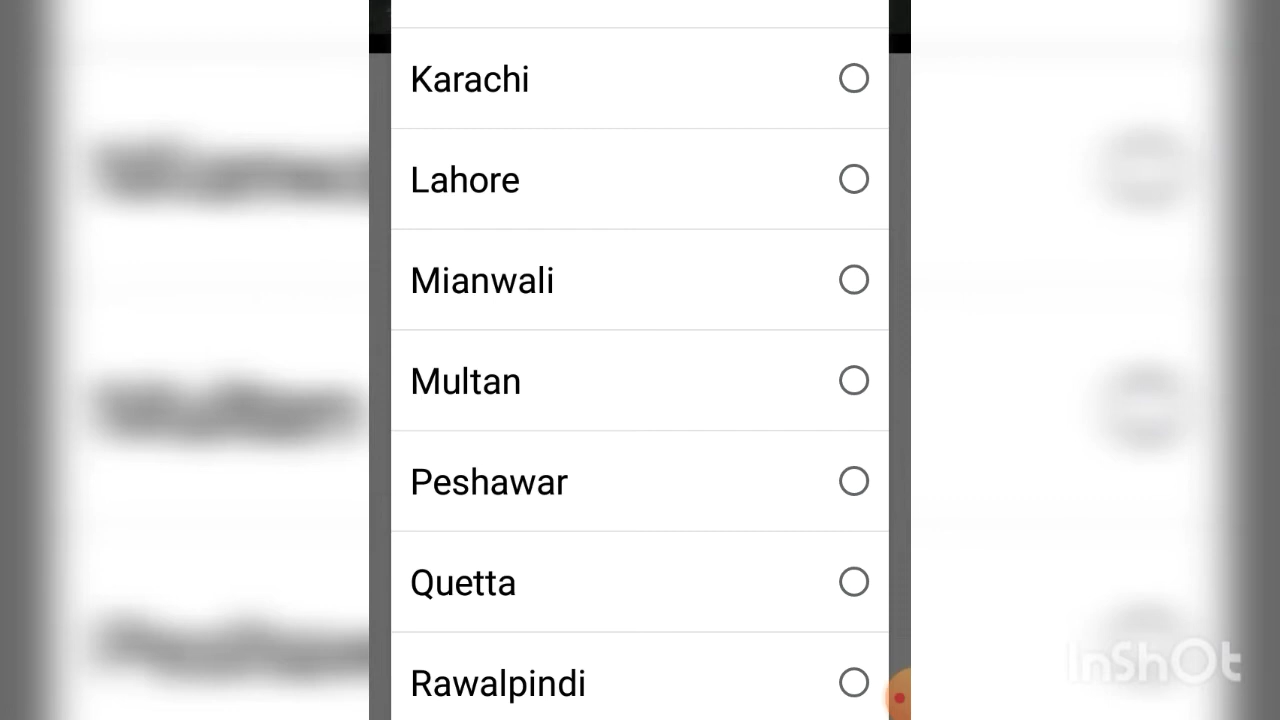 Karachi
Lahore
Mianwali
Multan
Peshawar
Quetta
Rawalpindi
InShOt